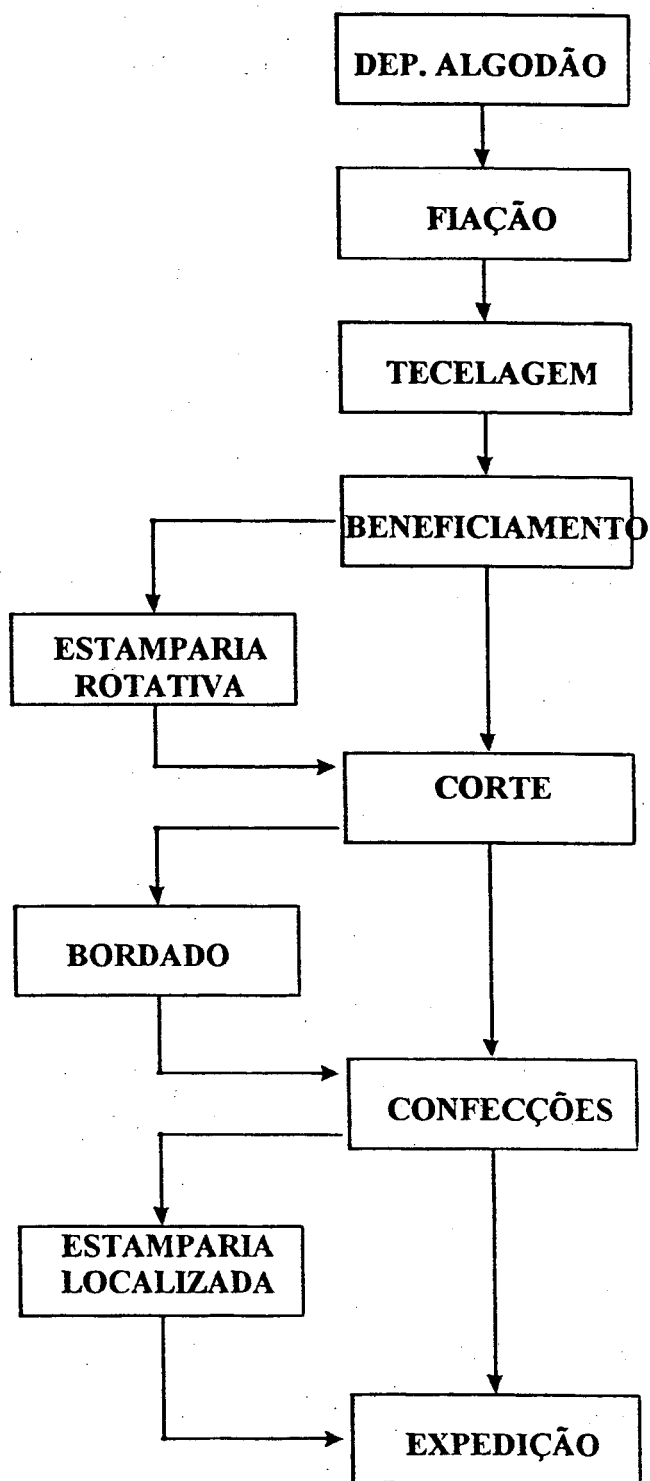 DEP. ALGODÃO
FIAÇÃO
TECELAGEM
BENEFICIAMENTO
ESTAMPARIA
ROTATIVA
CORTE
BORDADO
CONFECÇÕES
ESTAMPARIA
LOCALIZADA
EXPEDIÇÃO